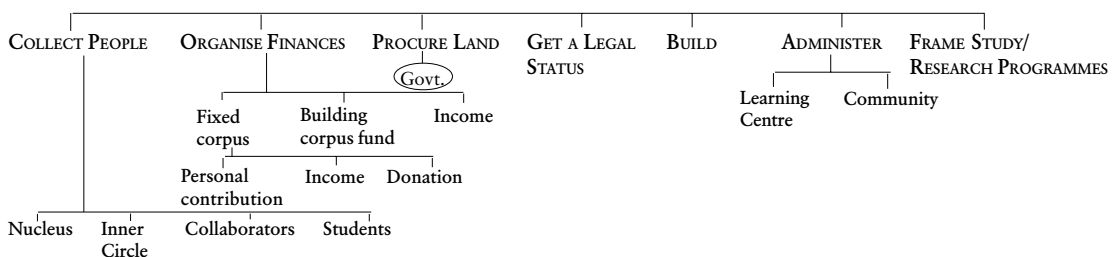 COLLECT PEOPLE ORGANISE FINANCES PROCURE LAND GET A LEGAL BUILD ADMINISTER FRAME STUDY/
STATUS RESEARCH PROGRAMMES
Govt.
Learning Community
Centre
Fixed Building Income
corpus corpus fund
Personal Income Donation
contribution
Nucleus Inner Collaborators Students
Circle